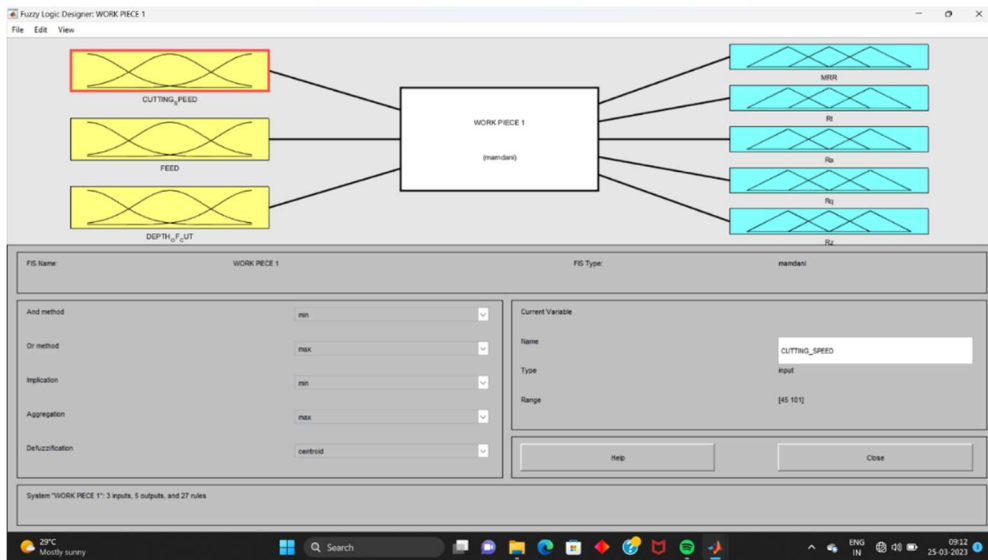 Fuzzy Logic Designer: WORK PIECE 1
File Edit View
CUTTING_SPEED
FEED
DEPTH_OF_CUT
WORK PIECE 1
(mamdani)
MRR
Rt
Ra
Rq
Rz
FIS Name: WORK PIECE 1 FIS Type: mamdani
And method min
Or method max
Implication min
Aggregation max
Defuzzification centroid
Current Variable
Name CUTTING_SPEED
Type input
Range [45 101]
Help Close
System "WORK PIECE 1": 3 inputs, 5 outputs, and 27 rules
29°C
Mostly sunny
Search
ENG
IN
09:12
25-03-2023